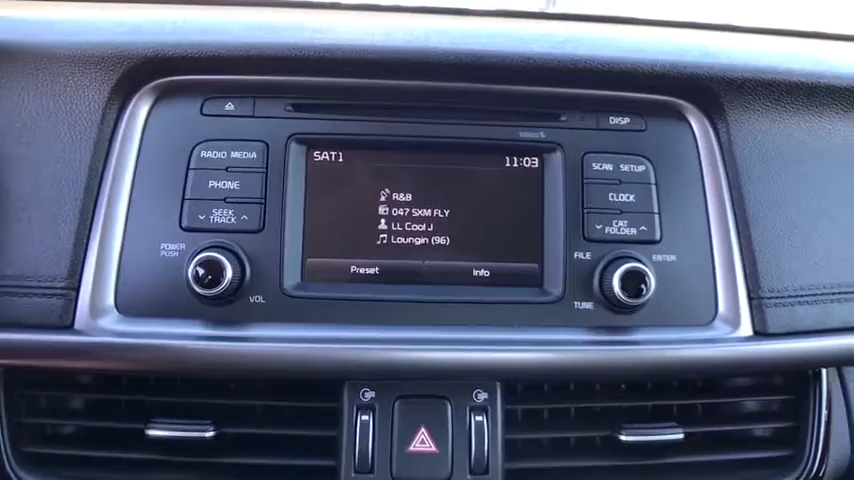 DISP
SIRIUS
RADIO MEDIA
PHONE
SEEK
TRACK
POWER
PUSH
VOL
SAT1 11:03
R&B
047 SXM FLY
LL Cool J
Loungin (96)
Preset Info
SCAN SETUP
CLOCK
CAT
FOLDER
FILE
TUNE
ENTER